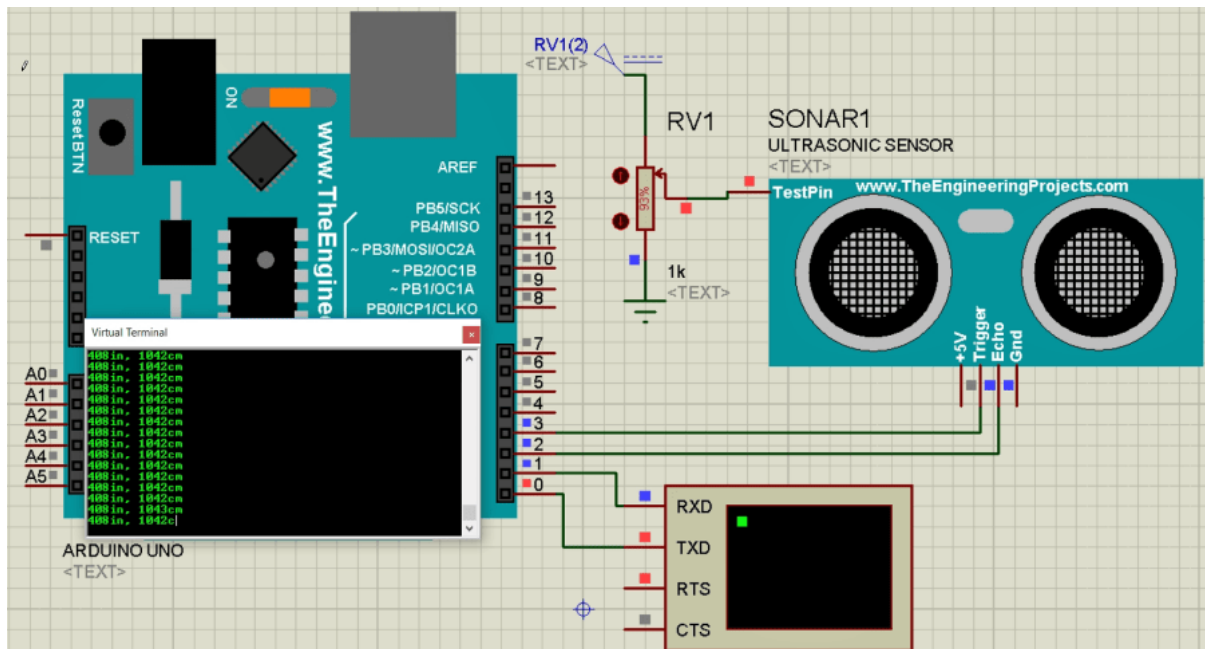 RV1(2)
<TEXT>
RV1
93%
1k
<TEXT>
SONAR1
ULTRASONIC SENSOR
<TEXT>
TestPin
www.TheEngineeringProjects.com
+5V
Trigger
Echo
Gnd
Reset BTN
ON
www.TheEngineer
RESET
AREF
PB5/SCK
PB4/MISO
~ PB3/MOSI/OC2A
~ PB2/OC1B
~ PB1/OC1A
PB0/ICP1/CLKO
13
12
11
10
9
8
7
6
5
4
3
2
1
0
A0
A1
A2
A3
A4
A5
Virtual Terminal
408in, 1042cm
408in, 1042cm
408in, 1042cm
408in, 1042cm
408in, 1042cm
408in, 1042cm
408in, 1042cm
408in, 1042cm
408in, 1042cm
408in, 1042cm
408in, 1042cm
408in, 1042cm
408in, 1042cm
408in, 1042cm
408in, 1043cm
408in, 1042c
ARDUINO UNO
<TEXT>
RXD
TXD
RTS
CTS